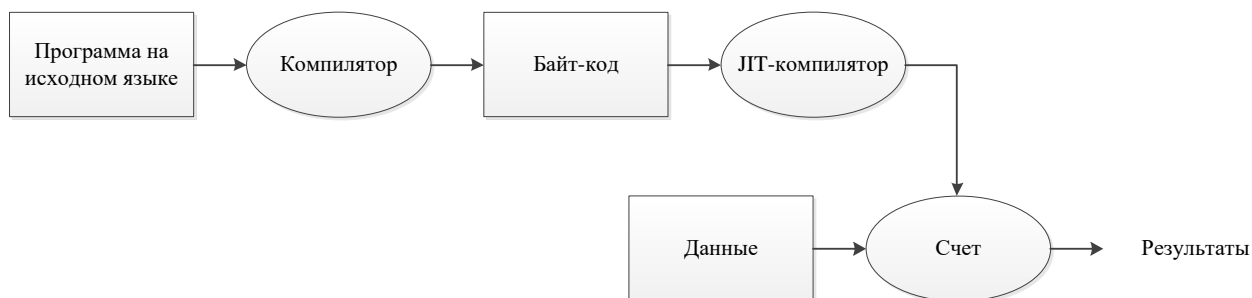 Программа на
исходном языке
Компилятор
Байт-код
JIT-компилятор
Данные
Счет
Результаты